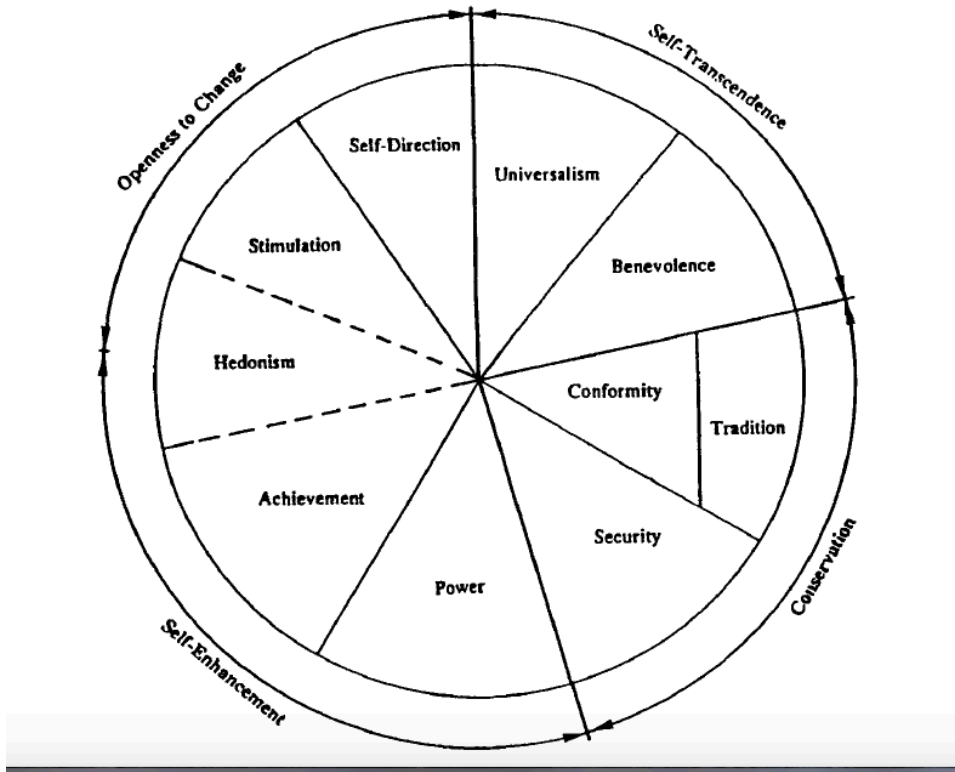 Self-Transcendence
Openness to Change
Self-Direction
Universalism
Stimulation
Benevolence
Hedonism
Conformity
Tradition
Achievement
Security
Power
Conservation
Self-Enhancement